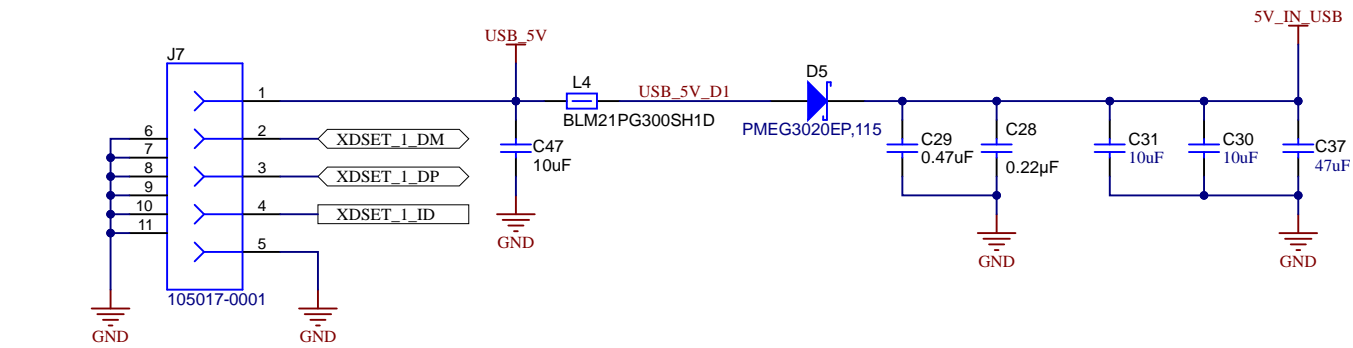 5V_IN_USB
USB_5V
J7
L4
D5
1
USB_5V_D1
BLM21PG300SH1D
PMEG3020EP,115
6
2
XDSET_1_DM
C47
10uF
C29
0.47uF
C28
0.22µF
C31
10uF
C30
10uF
C37
47uF
7
8
3
XDSET_1_DP
9
10
4
XDSET_1_ID
11
5
GND
GND
GND
105017-0001
GND
GND